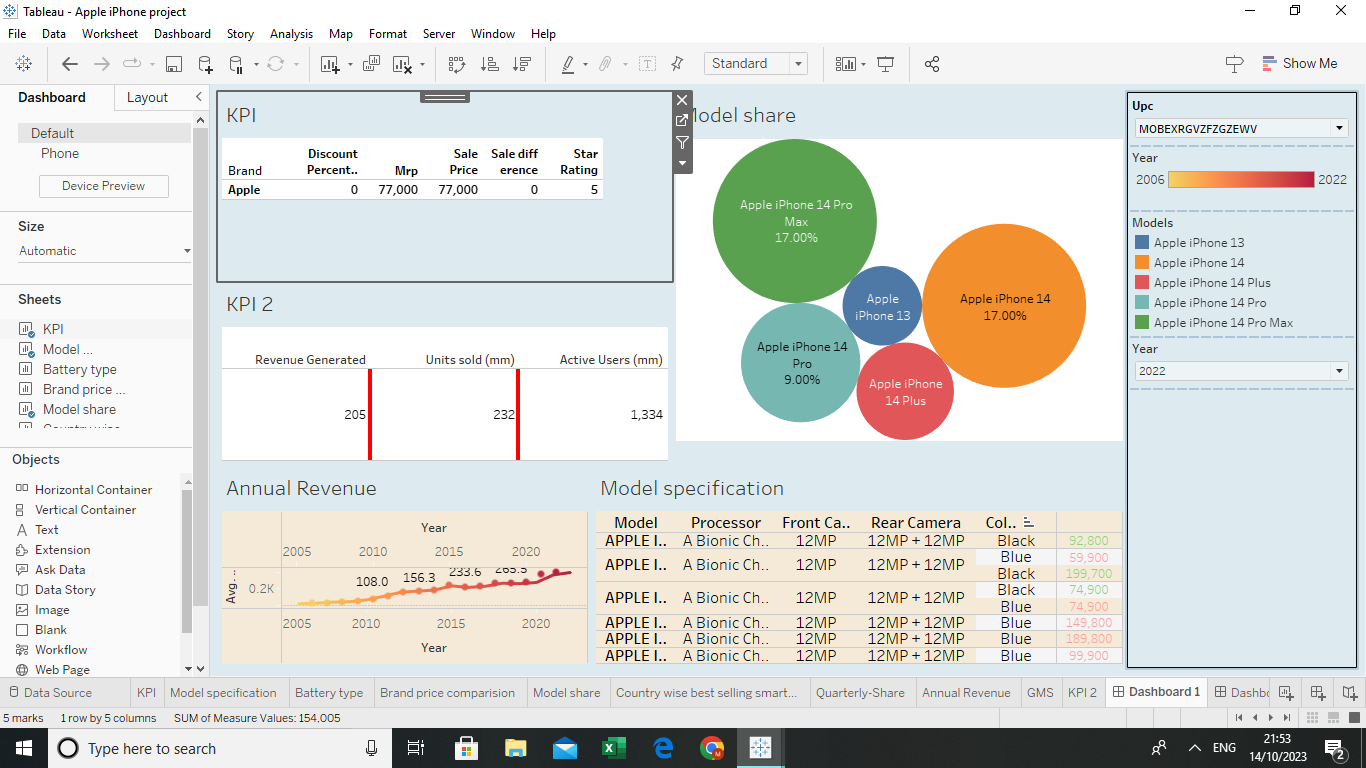 Tableau - Apple iPhone project
File Data Worksheet Dashboard Story Analysis Map Format Server Window Help
Standard
Show Me
Dashboard Layout
Default
Phone
Device Preview
Size
Automatic
Sheets
KPI
Model ...
Battery type
Brand price ...
Model share
Objects
Horizontal Container
Vertical Container
Text
Extension
Ask Data
Data Story
Image
Blank
Workflow
Web Page
KPI
Brand Discount Percent.. Mrp Sale Price Sale diff erence Star Rating
Apple 0 77,000 77,000 0 5
KPI 2
Revenue Generated Units sold (mm) Active Users (mm)
205 232 1,334
Model share
Apple iPhone 14 Pro
Max
17.00%
Apple
iPhone 13
Apple iPhone 14
17.00%
Apple iPhone 14
Pro
9.00%
Apple iPhone
14 Plus
Annual Revenue
Year
2005 2010 2015 2020
Avg. ...
0.2K
108.0 156.3 233.6 265.5
2005 2010 2015 2020
Year
Model specification
Model Processor Front Ca.. Rear Camera Col..
APPLE I.. A Bionic Ch.. 12MP 12MP + 12MP Black 92,800
APPLE I.. A Bionic Ch.. 12MP 12MP + 12MP Blue 59,900
Black 199,700
APPLE I.. A Bionic Ch.. 12MP 12MP + 12MP Black 74,900
Blue 74,900
APPLE I.. A Bionic Ch.. 12MP 12MP + 12MP Blue 149,800
APPLE I.. A Bionic Ch.. 12MP 12MP + 12MP Blue 189,800
APPLE I.. A Bionic Ch.. 12MP 12MP + 12MP Blue 99,900
Upc
MOBEXRGVZFZGZEWV
Year
2006 2022
Models
Apple iPhone 13
Apple iPhone 14
Apple iPhone 14 Plus
Apple iPhone 14 Pro
Apple iPhone 14 Pro Max
Year
2022
Data Source KPI Model specification Battery type Brand price comparision Model share Country wise best selling smart... Quarterly-Share Annual Revenue GMS KPI 2 Dashboard 1 Dashbo
5 marks 1 row by 5 columns SUM of Measure Values: 154,005
Type here to search
ENG
21:53
14/10/2023
2